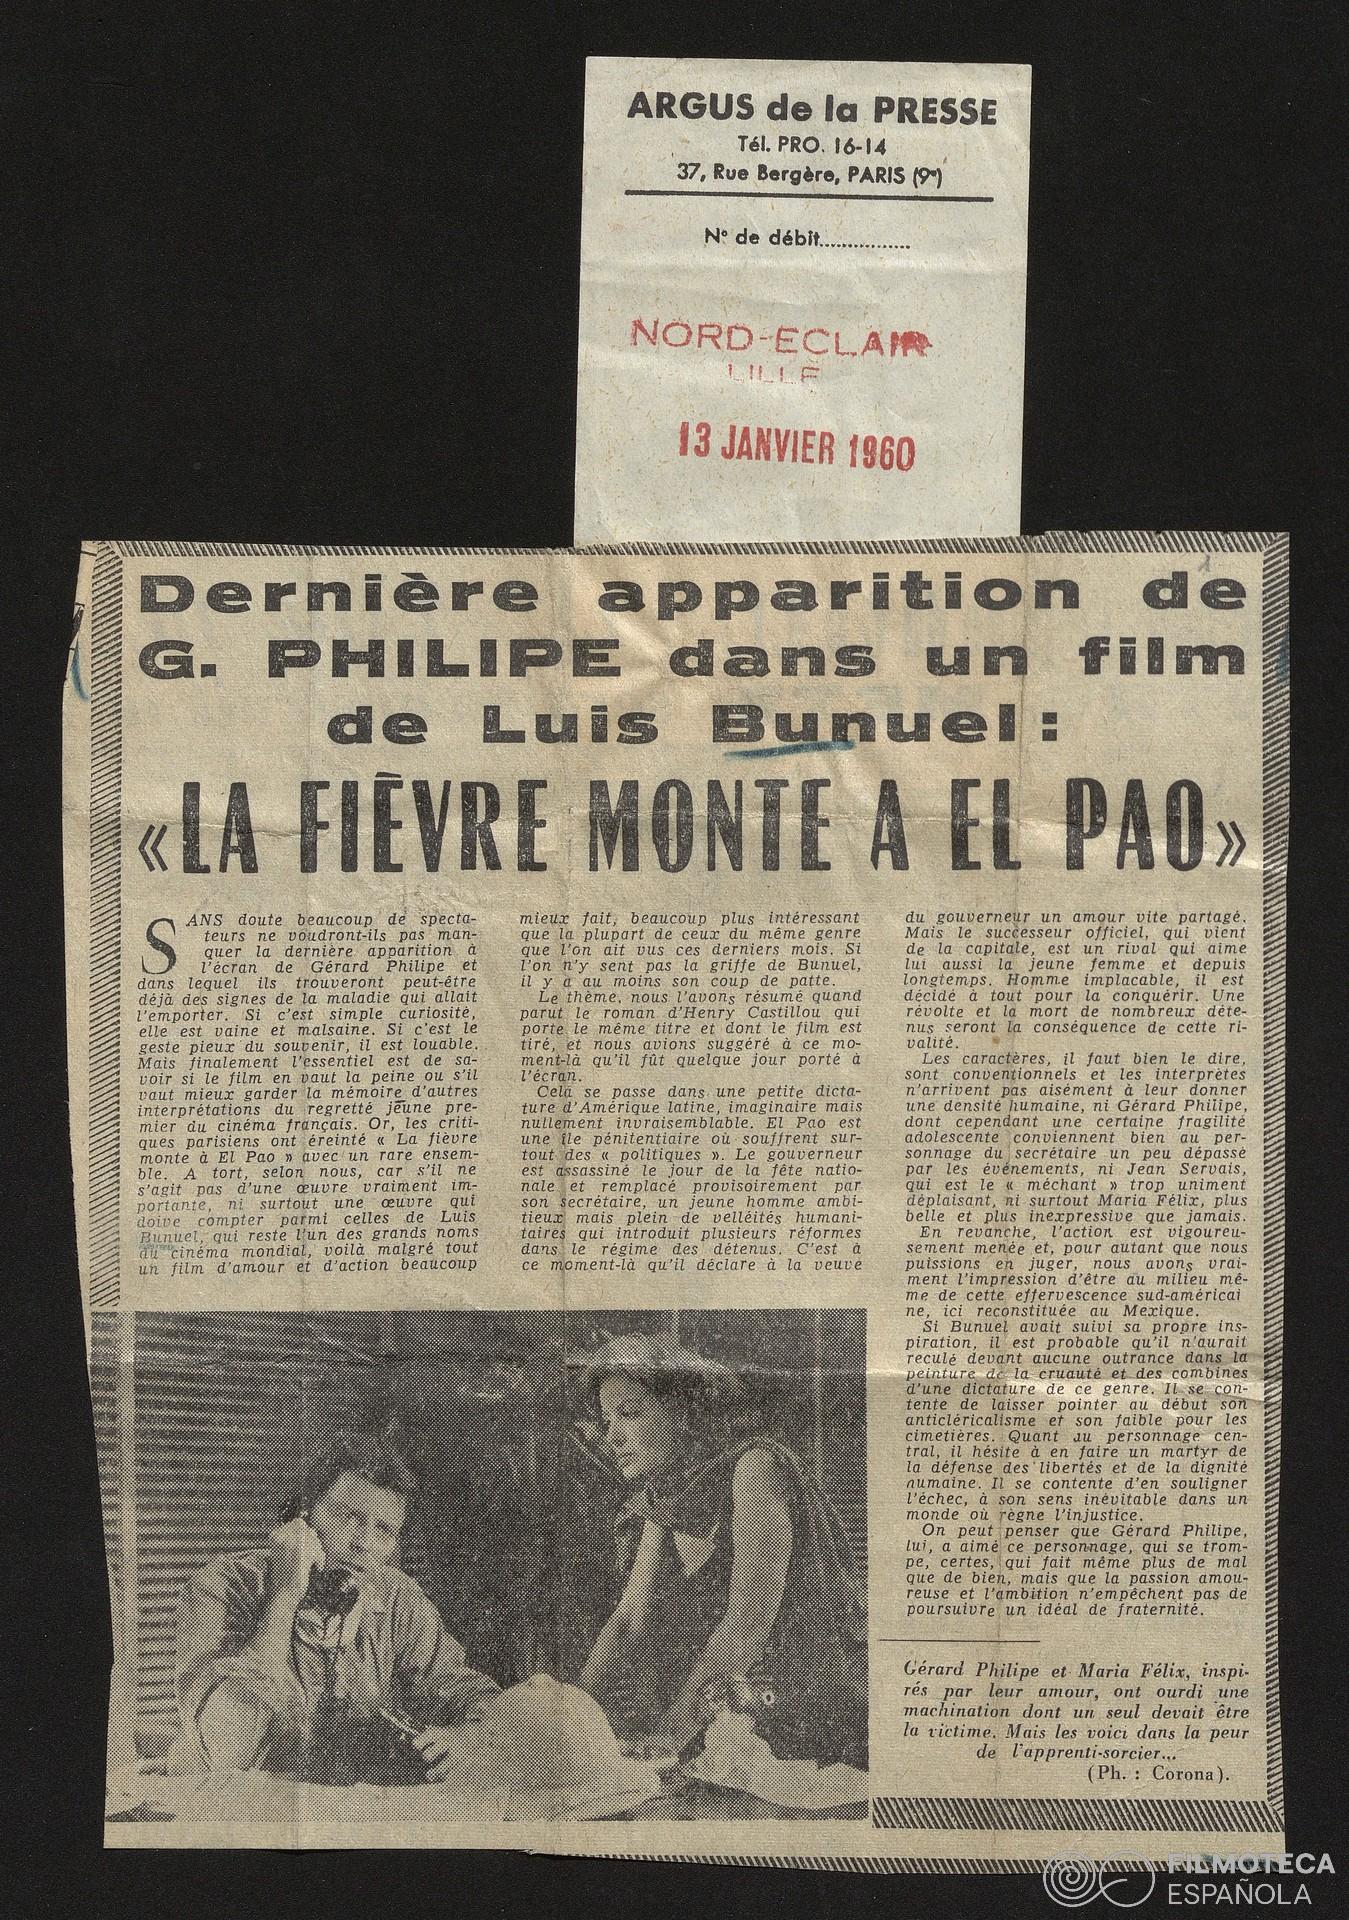 ARGUS de la PRESSE
Tél. PRO. 16-14
37, Rue Bergère, PARIS (9e)
N° de débit................
NORD-ECLAIR
LILLE
13 JANVIER 1960
Dernière apparition de
G. PHILIPE dans un film
de Luis Bunuel :
«LA FIÈVRE MONTE A EL PAO»
SANS doute beaucoup de specta-
teurs ne voudront-ils pas man-
quer la dernière apparition à
l'écran de Gérard Philipe et
dans lequel ils trouveront peut-être
déjà des signes de la maladie qui allait
l'emporter. Si c'est simple curiosité,
elle est vaine et malsaine. Si c'est le
geste pieux du souvenir, il est louable.
Mais finalement l'essentiel est de sa-
voir si le film en vaut la peine ou s'il
vaut mieux garder la mémoire d'autres
interprétations du regretté jeune pre-
mier du cinéma français. Or, les criti-
ques parisiens ont éreinté « La fièvre
monte à El Pao » avec un rare ensem-
ble. A tort, selon nous, car s'il ne
s'agit pas d'une œuvre vraiment im-
portante, ni surtout une œuvre qui
doive compter parmi celles de Luis
Bunuel, qui reste l'un des grands noms
du cinéma mondial, voilà malgré tout
un film d'amour et d'action beaucoup
mieux fait, beaucoup plus intéressant
que la plupart de ceux du même genre
que l'on ait vus ces derniers mois. Si
l'on n'y sent pas la griffe de Bunuel,
il y a au moins son coup de patte.
Le thème, nous l'avons résumé quand
parut le roman d'Henry Castillou qui
porte le même titre et dont le film est
tiré, et nous avions suggéré à ce mo-
ment-là qu'il fût quelque jour porté à
l'écran.
Cela se passe dans une petite dicta-
ture d'Amérique latine, imaginaire mais
nullement invraisemblable. El Pao est
une île pénitentiaire où souffrent sur-
tout des « politiques ». Le gouverneur
est assassiné le jour de la fête natio-
nale et remplacé provisoirement par
son secrétaire, un jeune homme ambi-
tieux mais plein de velléités humani-
taires qui introduit plusieurs réformes
dans le régime des détenus. C'est à
ce moment-là qu'il déclare à la veuve
du gouverneur un amour vite partagé.
Mais le successeur officiel, qui vient
de la capitale, est un rival qui aime
lui aussi la jeune femme et depuis
longtemps. Homme implacable, il est
décidé à tout pour la conquérir. Une
révolte et la mort de nombreux déte-
nus seront la conséquence de cette ri-
valité.
Les caractères, il faut bien le dire,
sont conventionnels et les interprètes
n'arrivent pas aisément à leur donner
une densité humaine, ni Gérard Philipe,
dont cependant une certaine fragilité
adolescente conviennent bien au per-
sonnage du secrétaire un peu dépassé
par les événements, ni Jean Servais,
qui est le « méchant » trop uniment
déplaisant, ni surtout Maria Félix, plus
belle et plus inexpressive que jamais.
En revanche, l'action est vigoureu-
sement menée et, pour autant que nous
puissions en juger, nous avons vrai-
ment l'impression d'être au milieu mê-
me de cette effervescence sud-américai
ne, ici reconstituée au Mexique.
Si Bunuel avait suivi sa propre ins-
piration, il est probable qu'il n'aurait
reculé devant aucune outrance dans la
peinture de la cruauté et des combines
d'une dictature de ce genre. Il se con-
tente de laisser pointer au début son
anticléricalisme et son faible pour les
cimetières. Quant au personnage cen-
tral, il hésite à en faire un martyr de
la défense des libertés et de la dignité
humaine. Il se contente d'en souligner
l'échec, à son sens inévitable dans un
monde où règne l'injustice.
On peut penser que Gérard Philipe,
lui, a aimé ce personnage, qui se trom-
pe, certes, qui fait même plus de mal
que de bien, mais que la passion amou-
reuse et l'ambition n'empêchent pas de
poursuivre un idéal de fraternité.
Gérard Philipe et Maria Félix, inspi-
rés par leur amour, ont ourdi une
machination dont un seul devait être
la victime. Mais les voici dans la peur
de l'apprenti-sorcier...
(Ph. : Corona).
FILMOTECA
ESPAÑOLA